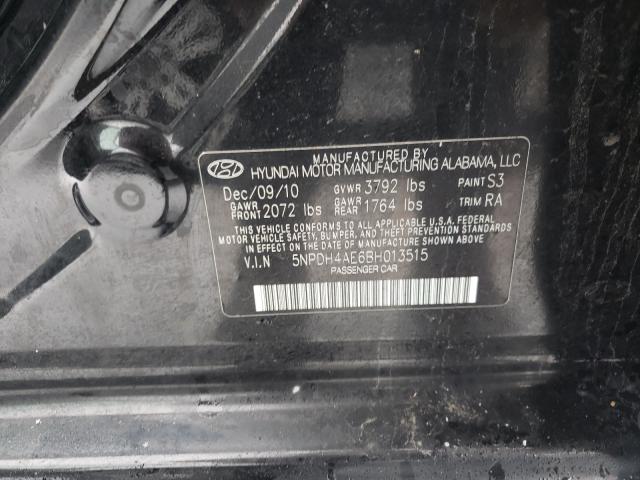 MANUFACTURED BY
HYUNDAI MOTOR MANUFACTURING ALABAMA, LLC
Dec/09/10 GVWR 3792 lbs PAINT S3
GAWR FRONT 2072 lbs GAWR REAR 1764 lbs TRIM RA
THIS VEHICLE CONFORMS TO ALL APPLICABLE U.S.A. FEDERAL
MOTOR VEHICLE SAFETY, BUMPER, AND THEFT
PREVENTION STANDARDS IN EFFECT ON THE DATE OF MANUFACTURE SHOWN ABOVE.
V.I.N 5NPDH4AE6BH013515
PASSENGER CAR